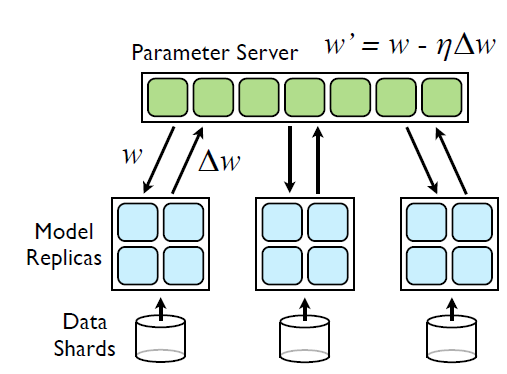 Parameter Server
w’ = w - ηΔw
w
Δw
Model
Replicas
Data
Shards